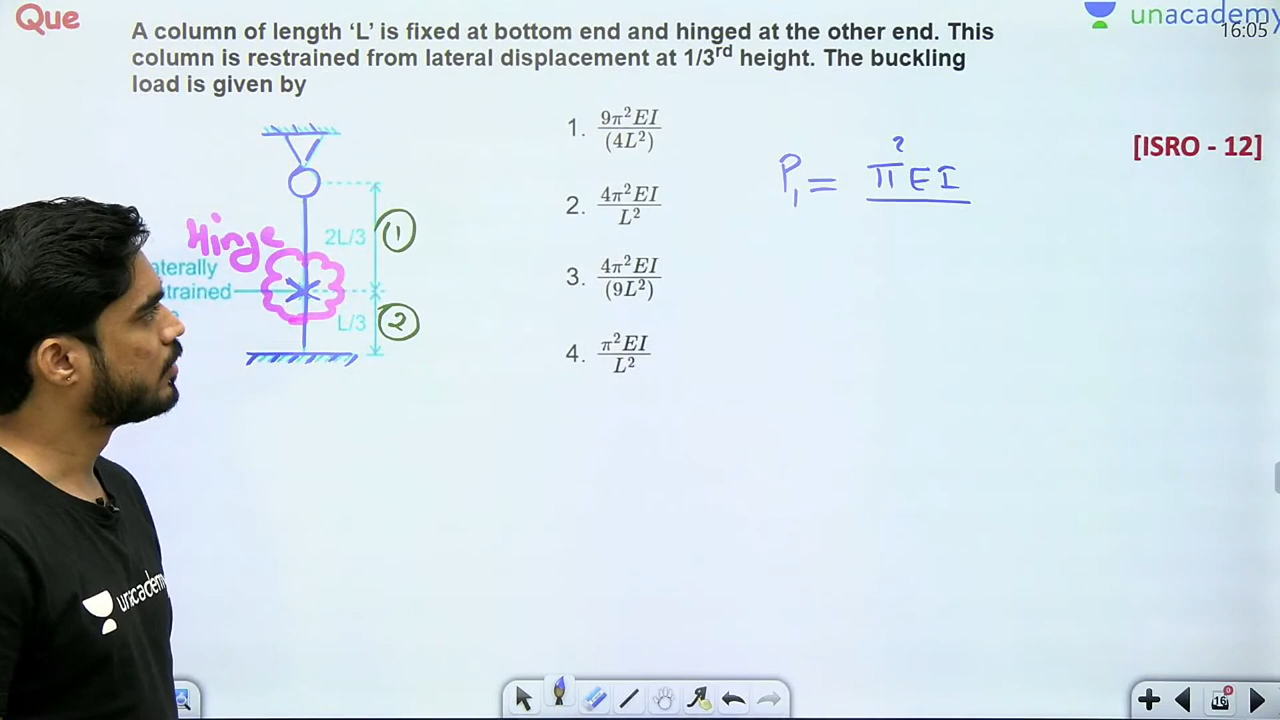 Que
unacademy
16:05
A column of length ‘L’ is fixed at bottom end and hinged at the other end. This
column is restrained from lateral displacement at 1/3rd height. The buckling
load is given by
[ISRO - 12]
1. 9π²EI / (4L²)
2. 4π²EI / L²
3. 4π²EI / (9L²)
4. π²EI / L²
P₁ = π²EI
Hinge
2L/3
1
L/3
2
unacademy
16